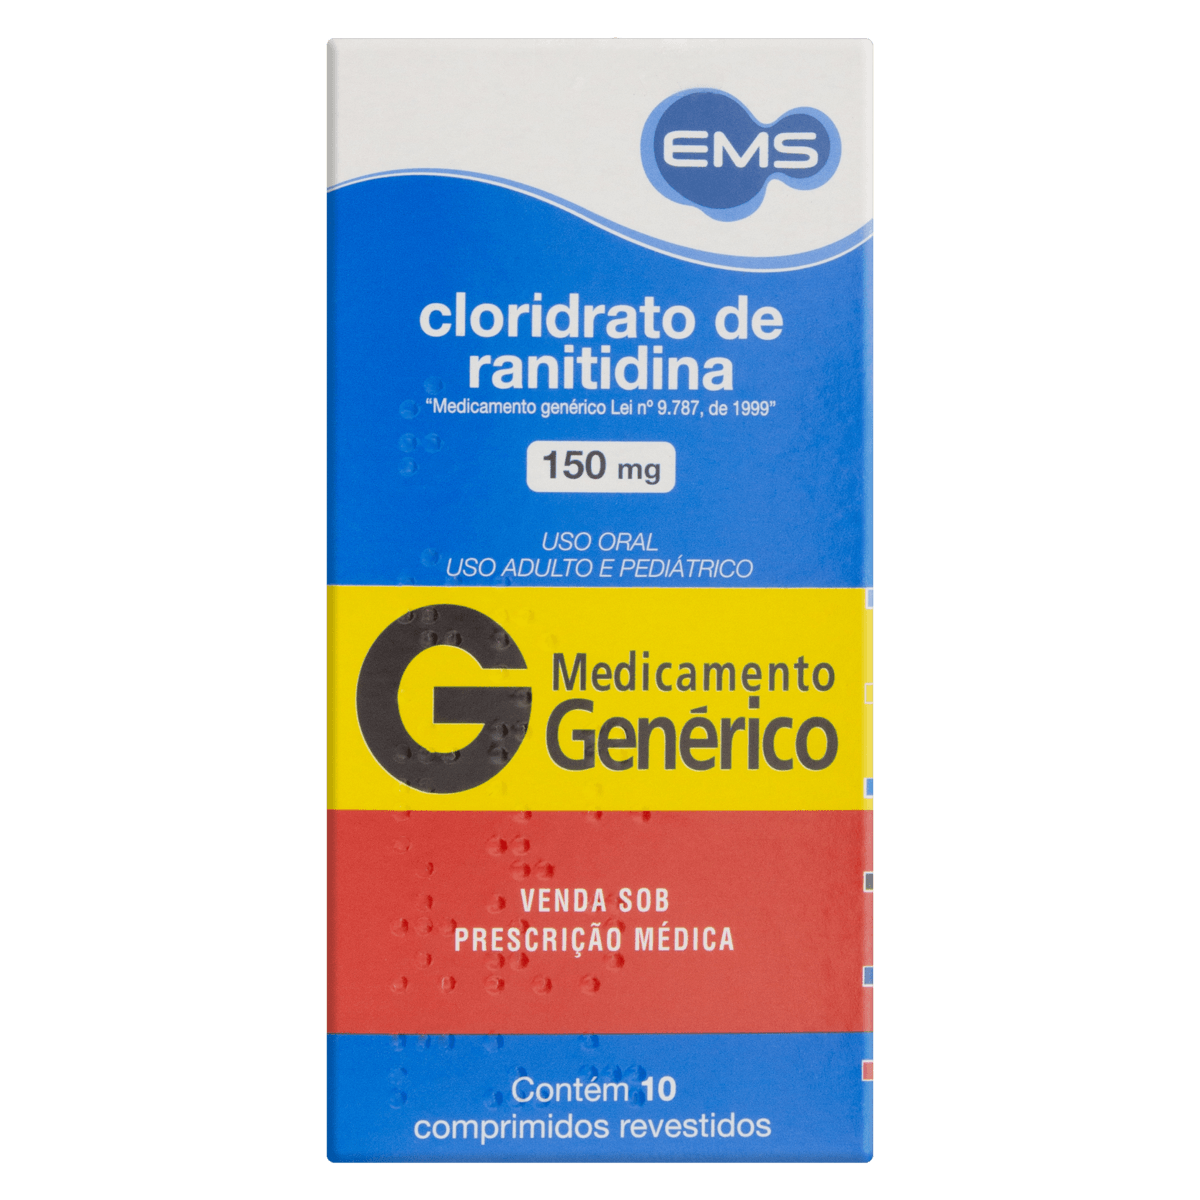 EMS
cloridrato de
ranitidina
“Medicamento genérico Lei nº 9.787, de 1999”
150 mg
USO ORAL
USO ADULTO E PEDIÁTRICO
G
Medicamento
Genérico
VENDA SOB
PRESCRIÇÃO MÉDICA
Contém 10
comprimidos revestidos